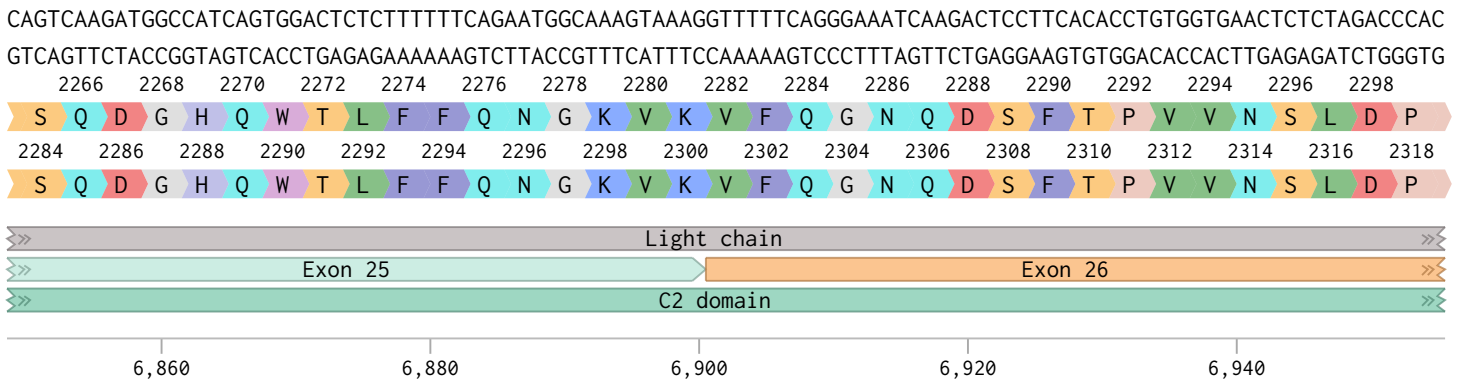 CAGTCAAGATGGCCATCAGTGGACTCTCTTTTTTCAGAATGGCAAAGTAAAGGTTTTTCAGGGAAATCAAGACTCCTTCACACCTGTGGTGAACTCTCTAGACCCAC
GTCAGTTCTACCGGTAGTCACCTGAGAGAAAAAAGTCTTACCGTTTCATTTCCAAAAAGTCCCTTTAGTTCTGAGGAAGTGTGGACACCACTTGAGAGATCTGGGTG
2266 2268 2270 2272 2274 2276 2278 2280 2282 2284 2286 2288 2290 2292 2294 2296 2298
S Q D G H Q W T L F F Q N G K V K V F Q G N Q D S F T P V V N S L D P
2284 2286 2288 2290 2292 2294 2296 2298 2300 2302 2304 2306 2308 2310 2312 2314 2316 2318
S Q D G H Q W T L F F Q N G K V K V F Q G N Q D S F T P V V N S L D P
Light chain
Exon 25 Exon 26
C2 domain
6,860 6,880 6,900 6,920 6,940